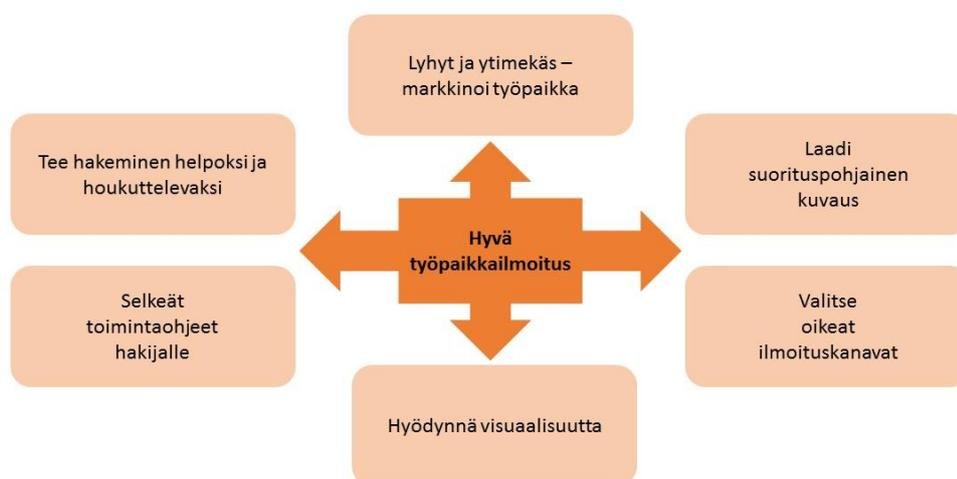 Lyhyt ja ytimekäs –
markkinoi työpaikka
Tee hakeminen helpoksi ja
houkuttelevaksi
Laadi
suorituspohjainen
kuvaus
Hyvä
työpaikkailmoitus
Selkeät
toimintaohjeet
hakijalle
Valitse
oikeat
ilmoituskanavat
Hyödynnä visuaalisuutta